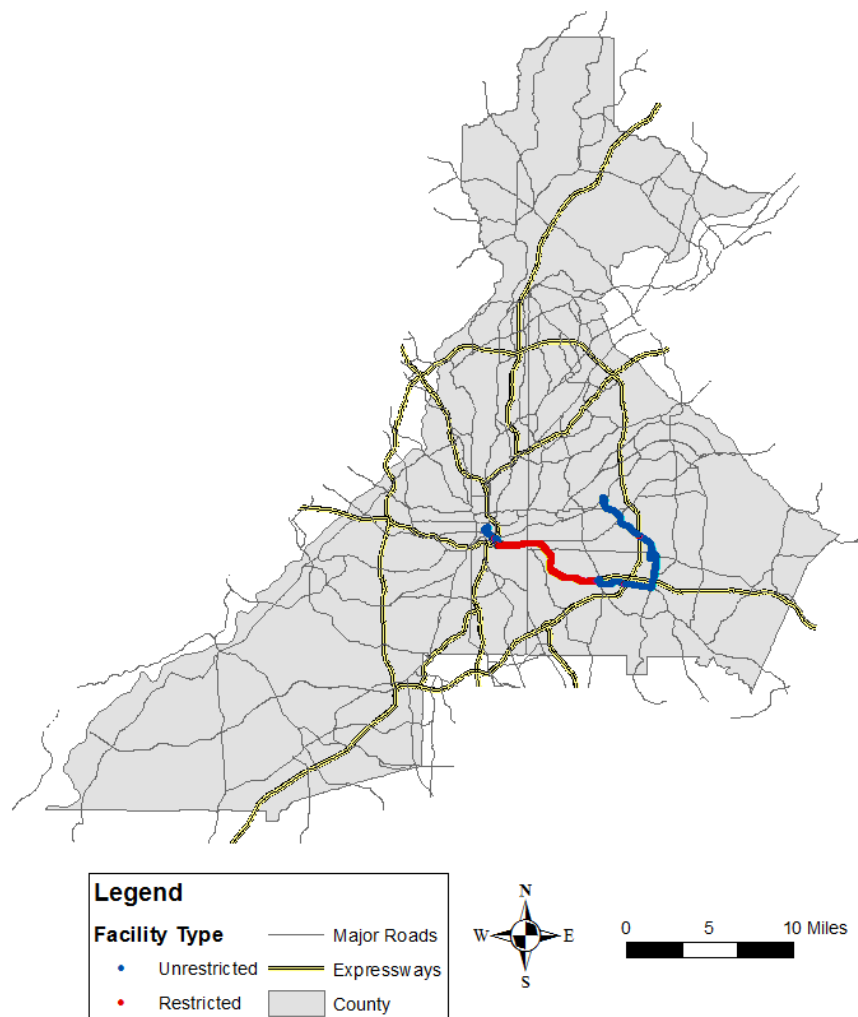 Legend
Facility Type
Unrestricted
Restricted
Major Roads
Expressways
County
N
W E
S
0 5 10 Miles